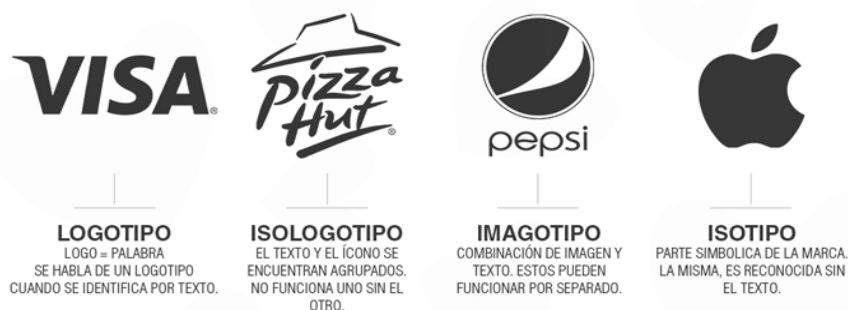 VISA
Pizza
Hut
pepsi
LOGOTIPO
LOGO = PALABRA
SE HABLA DE UN LOGOTIPO
CUANDO SE IDENTIFICA POR TEXTO.
ISOLOGOTIPO
EL TEXTO Y EL ÍCONO SE
ENCUENTRAN AGRUPADOS.
NO FUNCIONA UNO SIN EL
OTRO.
IMAGOTIPO
COMBINACIÓN DE IMAGEN Y
TEXTO. ESTOS PUEDEN
FUNCIONAR POR SEPARADO.
ISOTIPO
PARTE SIMBOLICA DE LA MARCA.
LA MISMA, ES RECONOCIDA SIN
EL TEXTO.